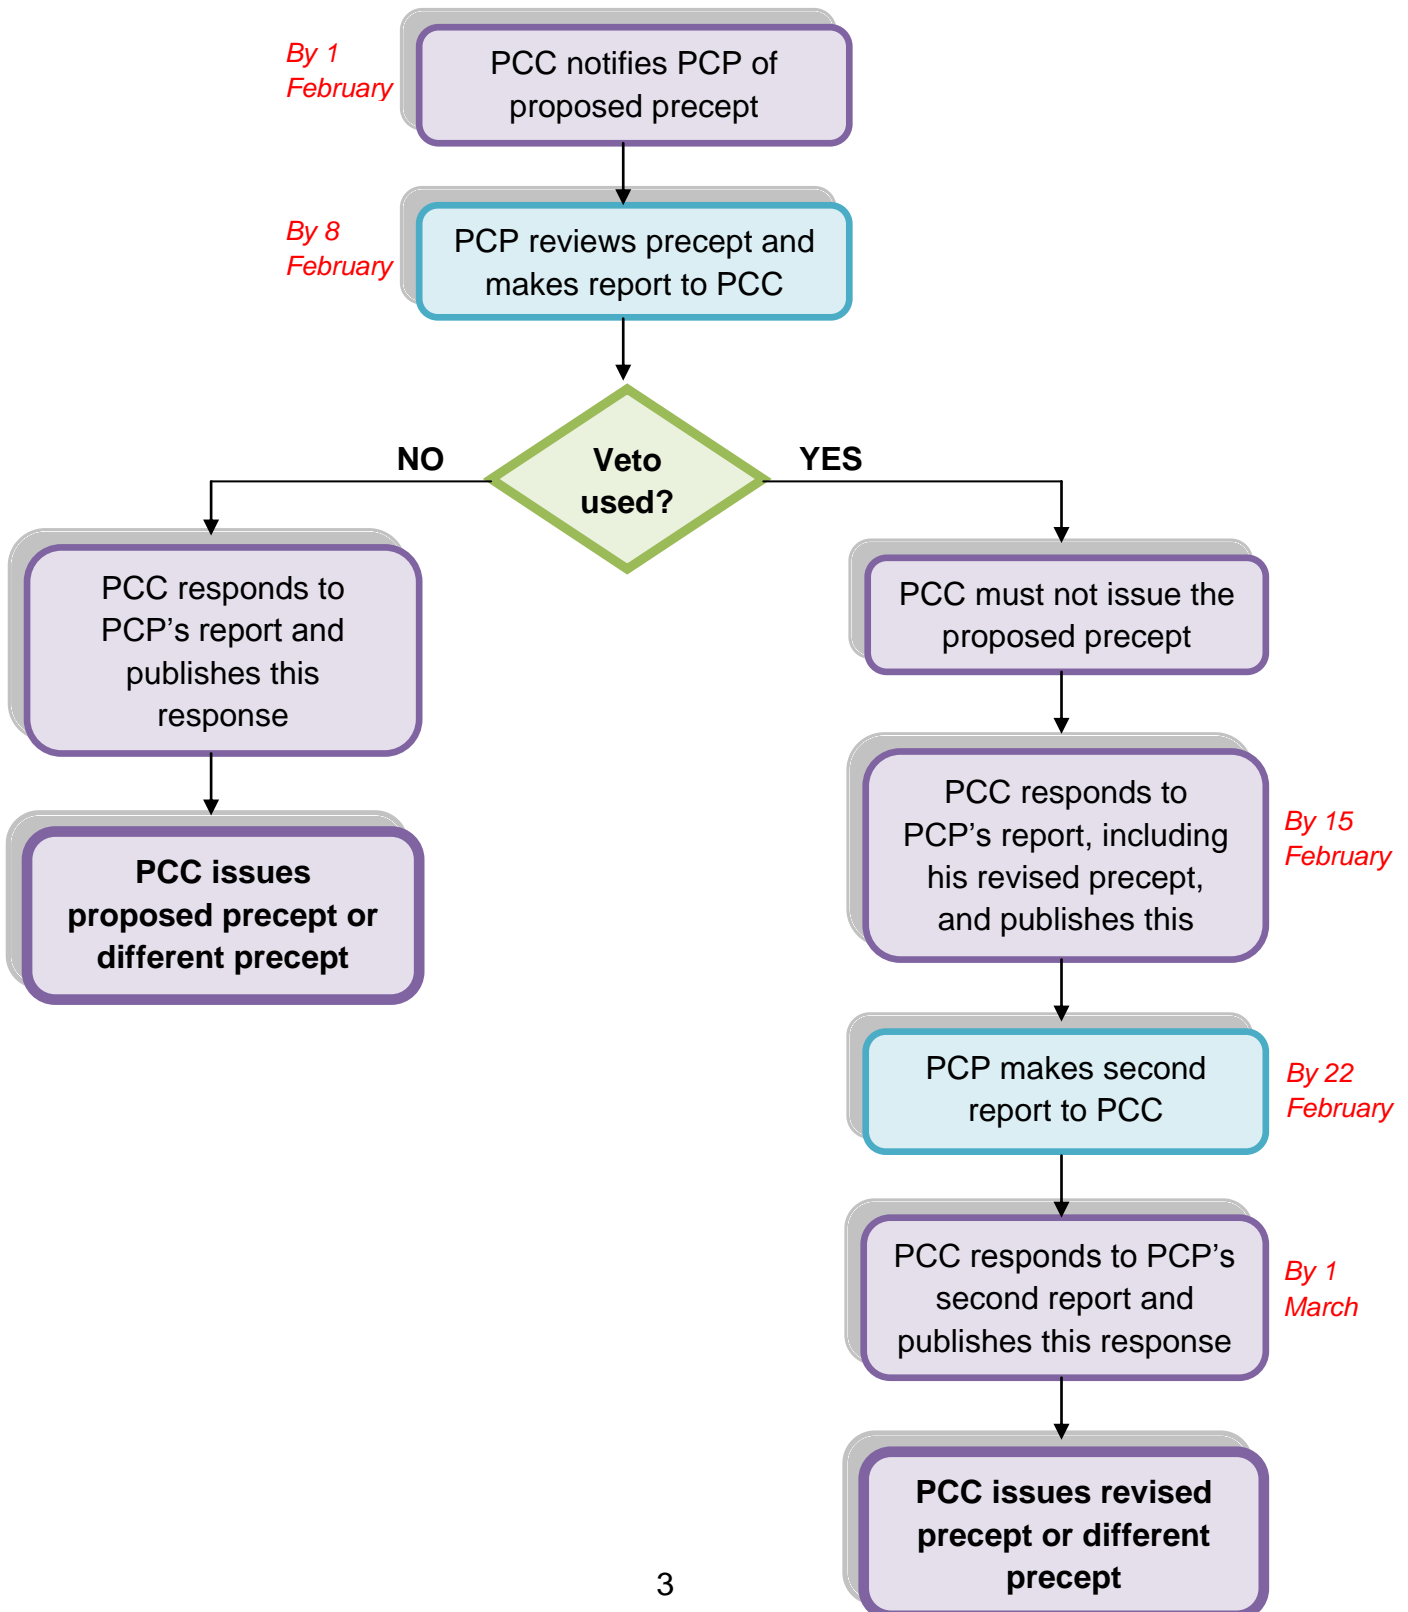 By 1
February
PCC notifies PCP of
proposed precept
By 8
February
PCP reviews precept and
makes report to PCC
NO
Veto
used?
YES
PCC responds to
PCP’s report and
publishes this
response
PCC issues
proposed precept or
different precept
PCC must not issue the
proposed precept
PCC responds to
PCP’s report, including
his revised precept,
and publishes this
By 15
February
PCP makes second
report to PCC
By 22
February
PCC responds to PCP’s
second report and
publishes this response
By 1
March
PCC issues revised
precept or different
precept
3